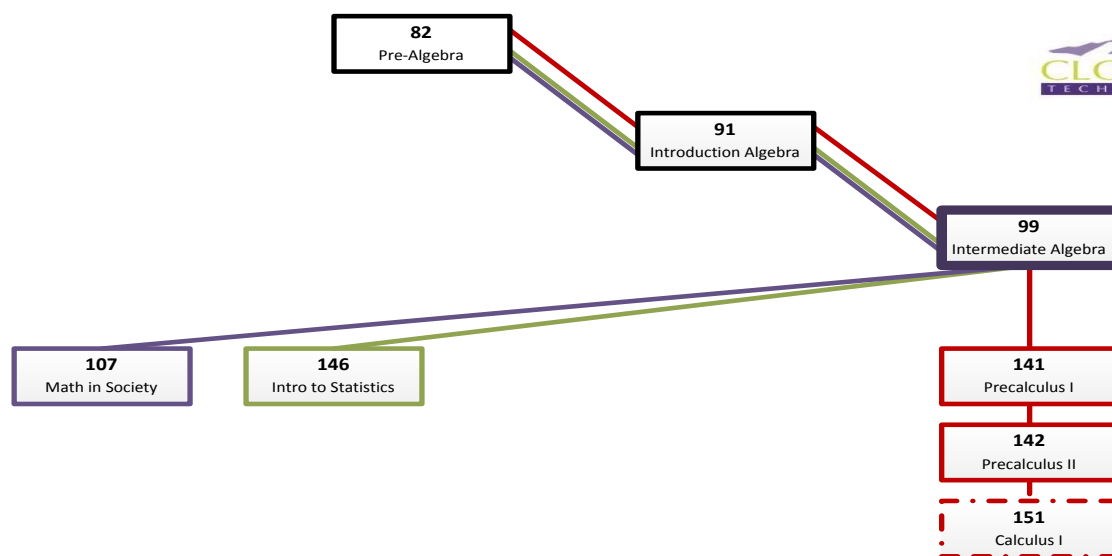 82
Pre-Algebra
91
Introduction Algebra
99
Intermediate Algebra
107
Math in Society
146
Intro to Statistics
141
Precalculus I
142
Precalculus II
151
Calculus I